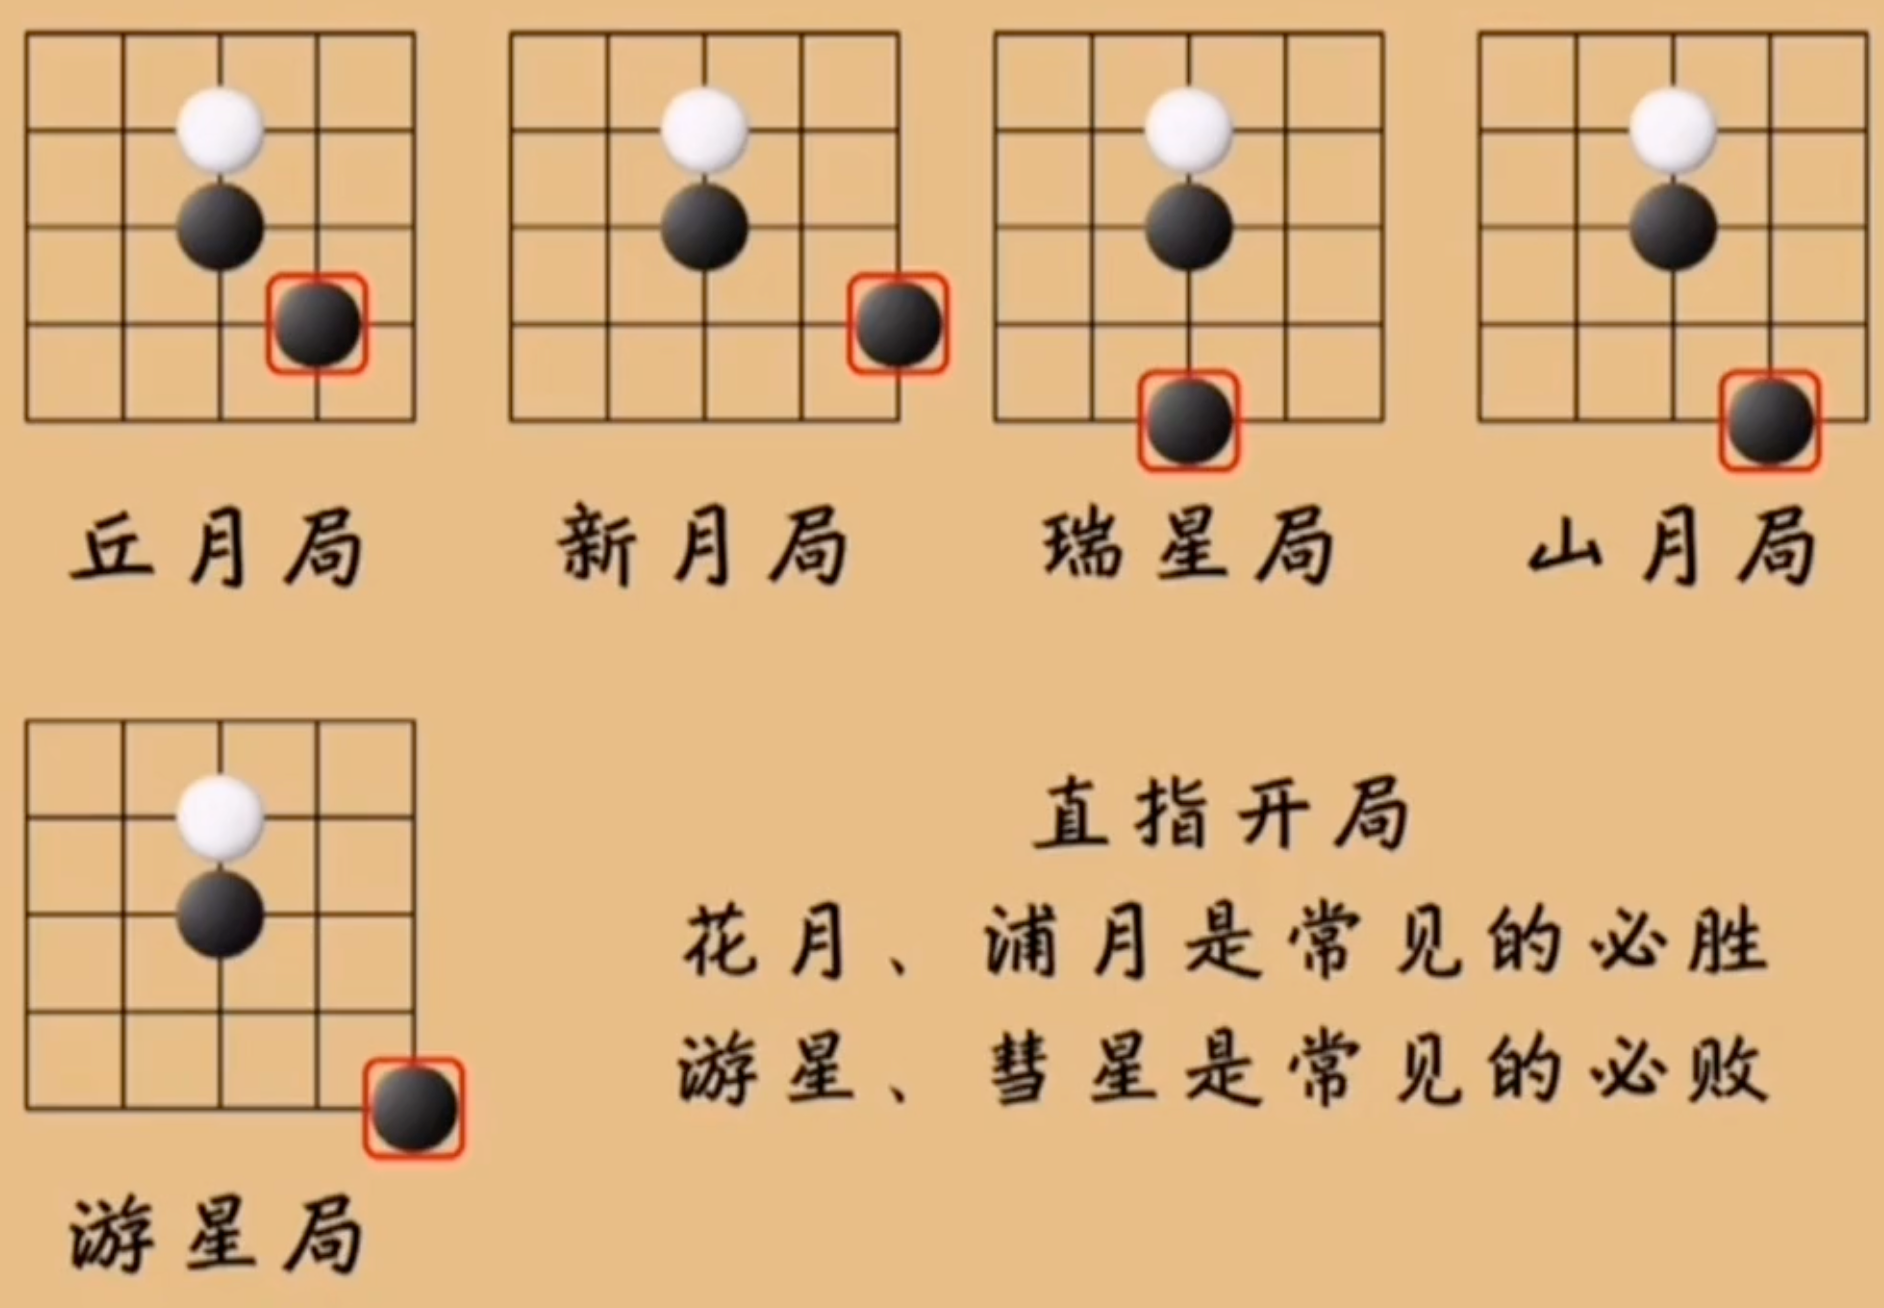 丘月局
新月局
瑞星局
山月局
游星局
直指开局
花月、浦月是常见的必胜
游星、彗星是常见的必败